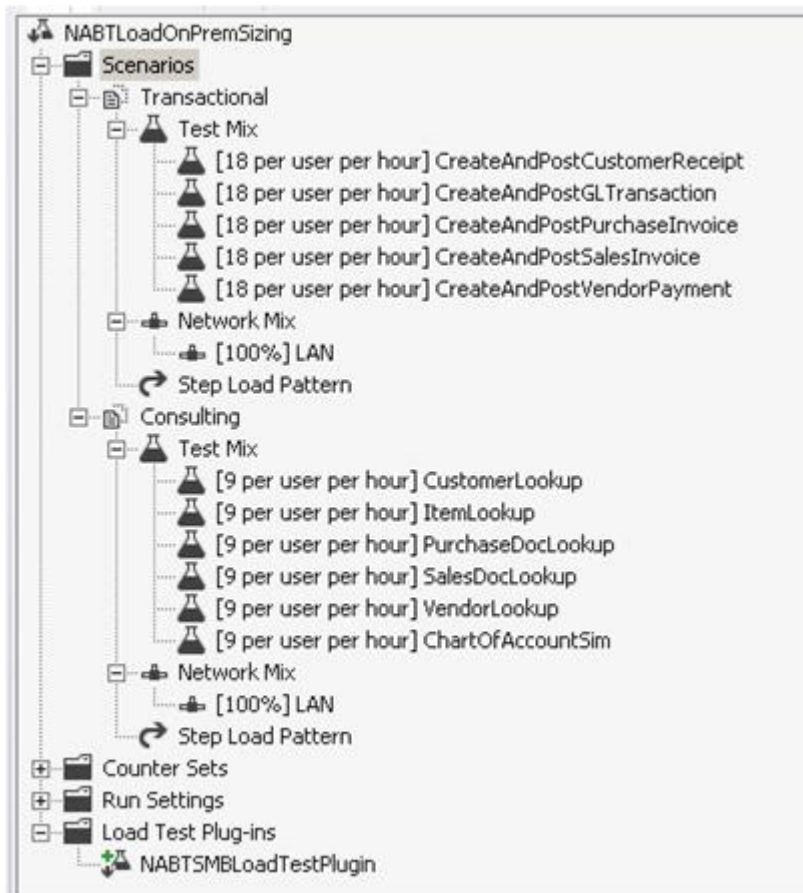 NABTLoadOnPremSizing
Scenarios
Transactional
Test Mix
[18 per user per hour] CreateAndPostCustomerReceipt
[18 per user per hour] CreateAndPostGLTransaction
[18 per user per hour] CreateAndPostPurchaseInvoice
[18 per user per hour] CreateAndPostSalesInvoice
[18 per user per hour] CreateAndPostVendorPayment
Network Mix
[100%] LAN
Step Load Pattern
Consulting
Test Mix
[9 per user per hour] CustomerLookup
[9 per user per hour] ItemLookup
[9 per user per hour] PurchaseDocLookup
[9 per user per hour] SalesDocLookup
[9 per user per hour] VendorLookup
[9 per user per hour] ChartOfAccountSim
Network Mix
[100%] LAN
Step Load Pattern
Counter Sets
Run Settings
Load Test Plug-ins
NABTSMBLoadTestPlugin